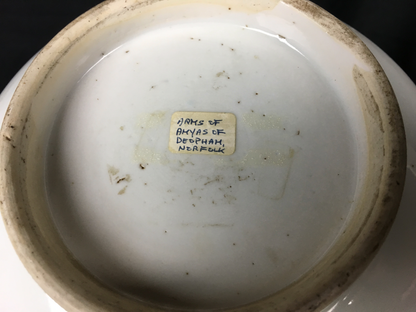 ARMS OF
AMYAS OF
DEOPHAM,
NORFOLK